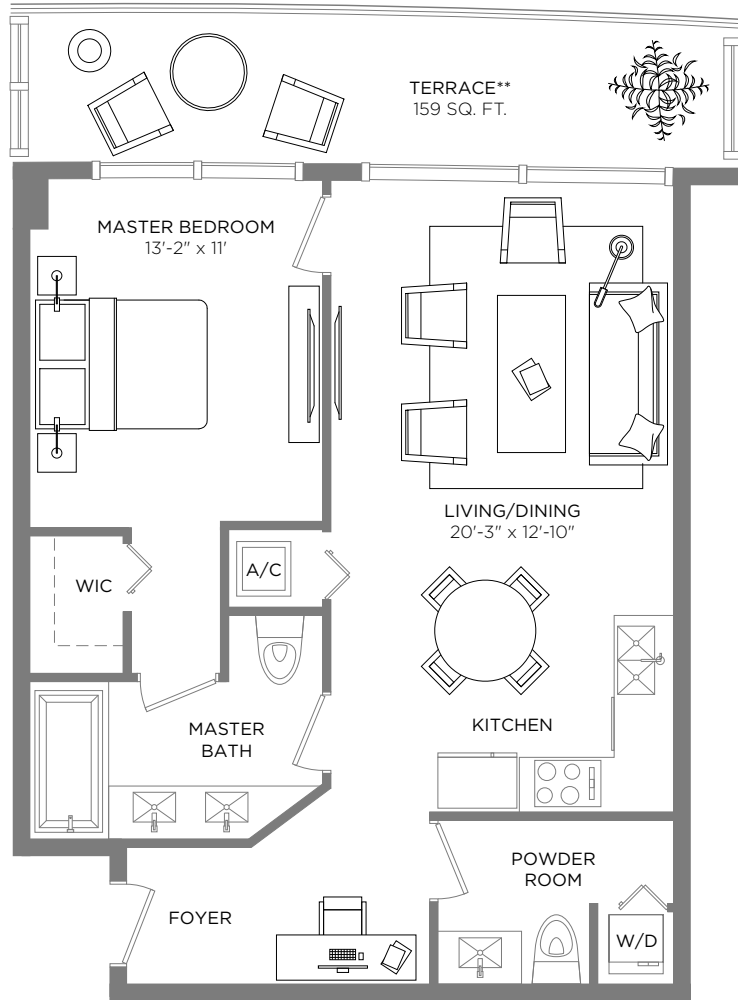 TERRACE**
159 SQ. FT.
MASTER BEDROOM
13'-2" x 11'
LIVING/DINING
20'-3" x 12'-10"
A/C
WIC
MASTER
BATH
KITCHEN
POWDER
ROOM
FOYER
W/D